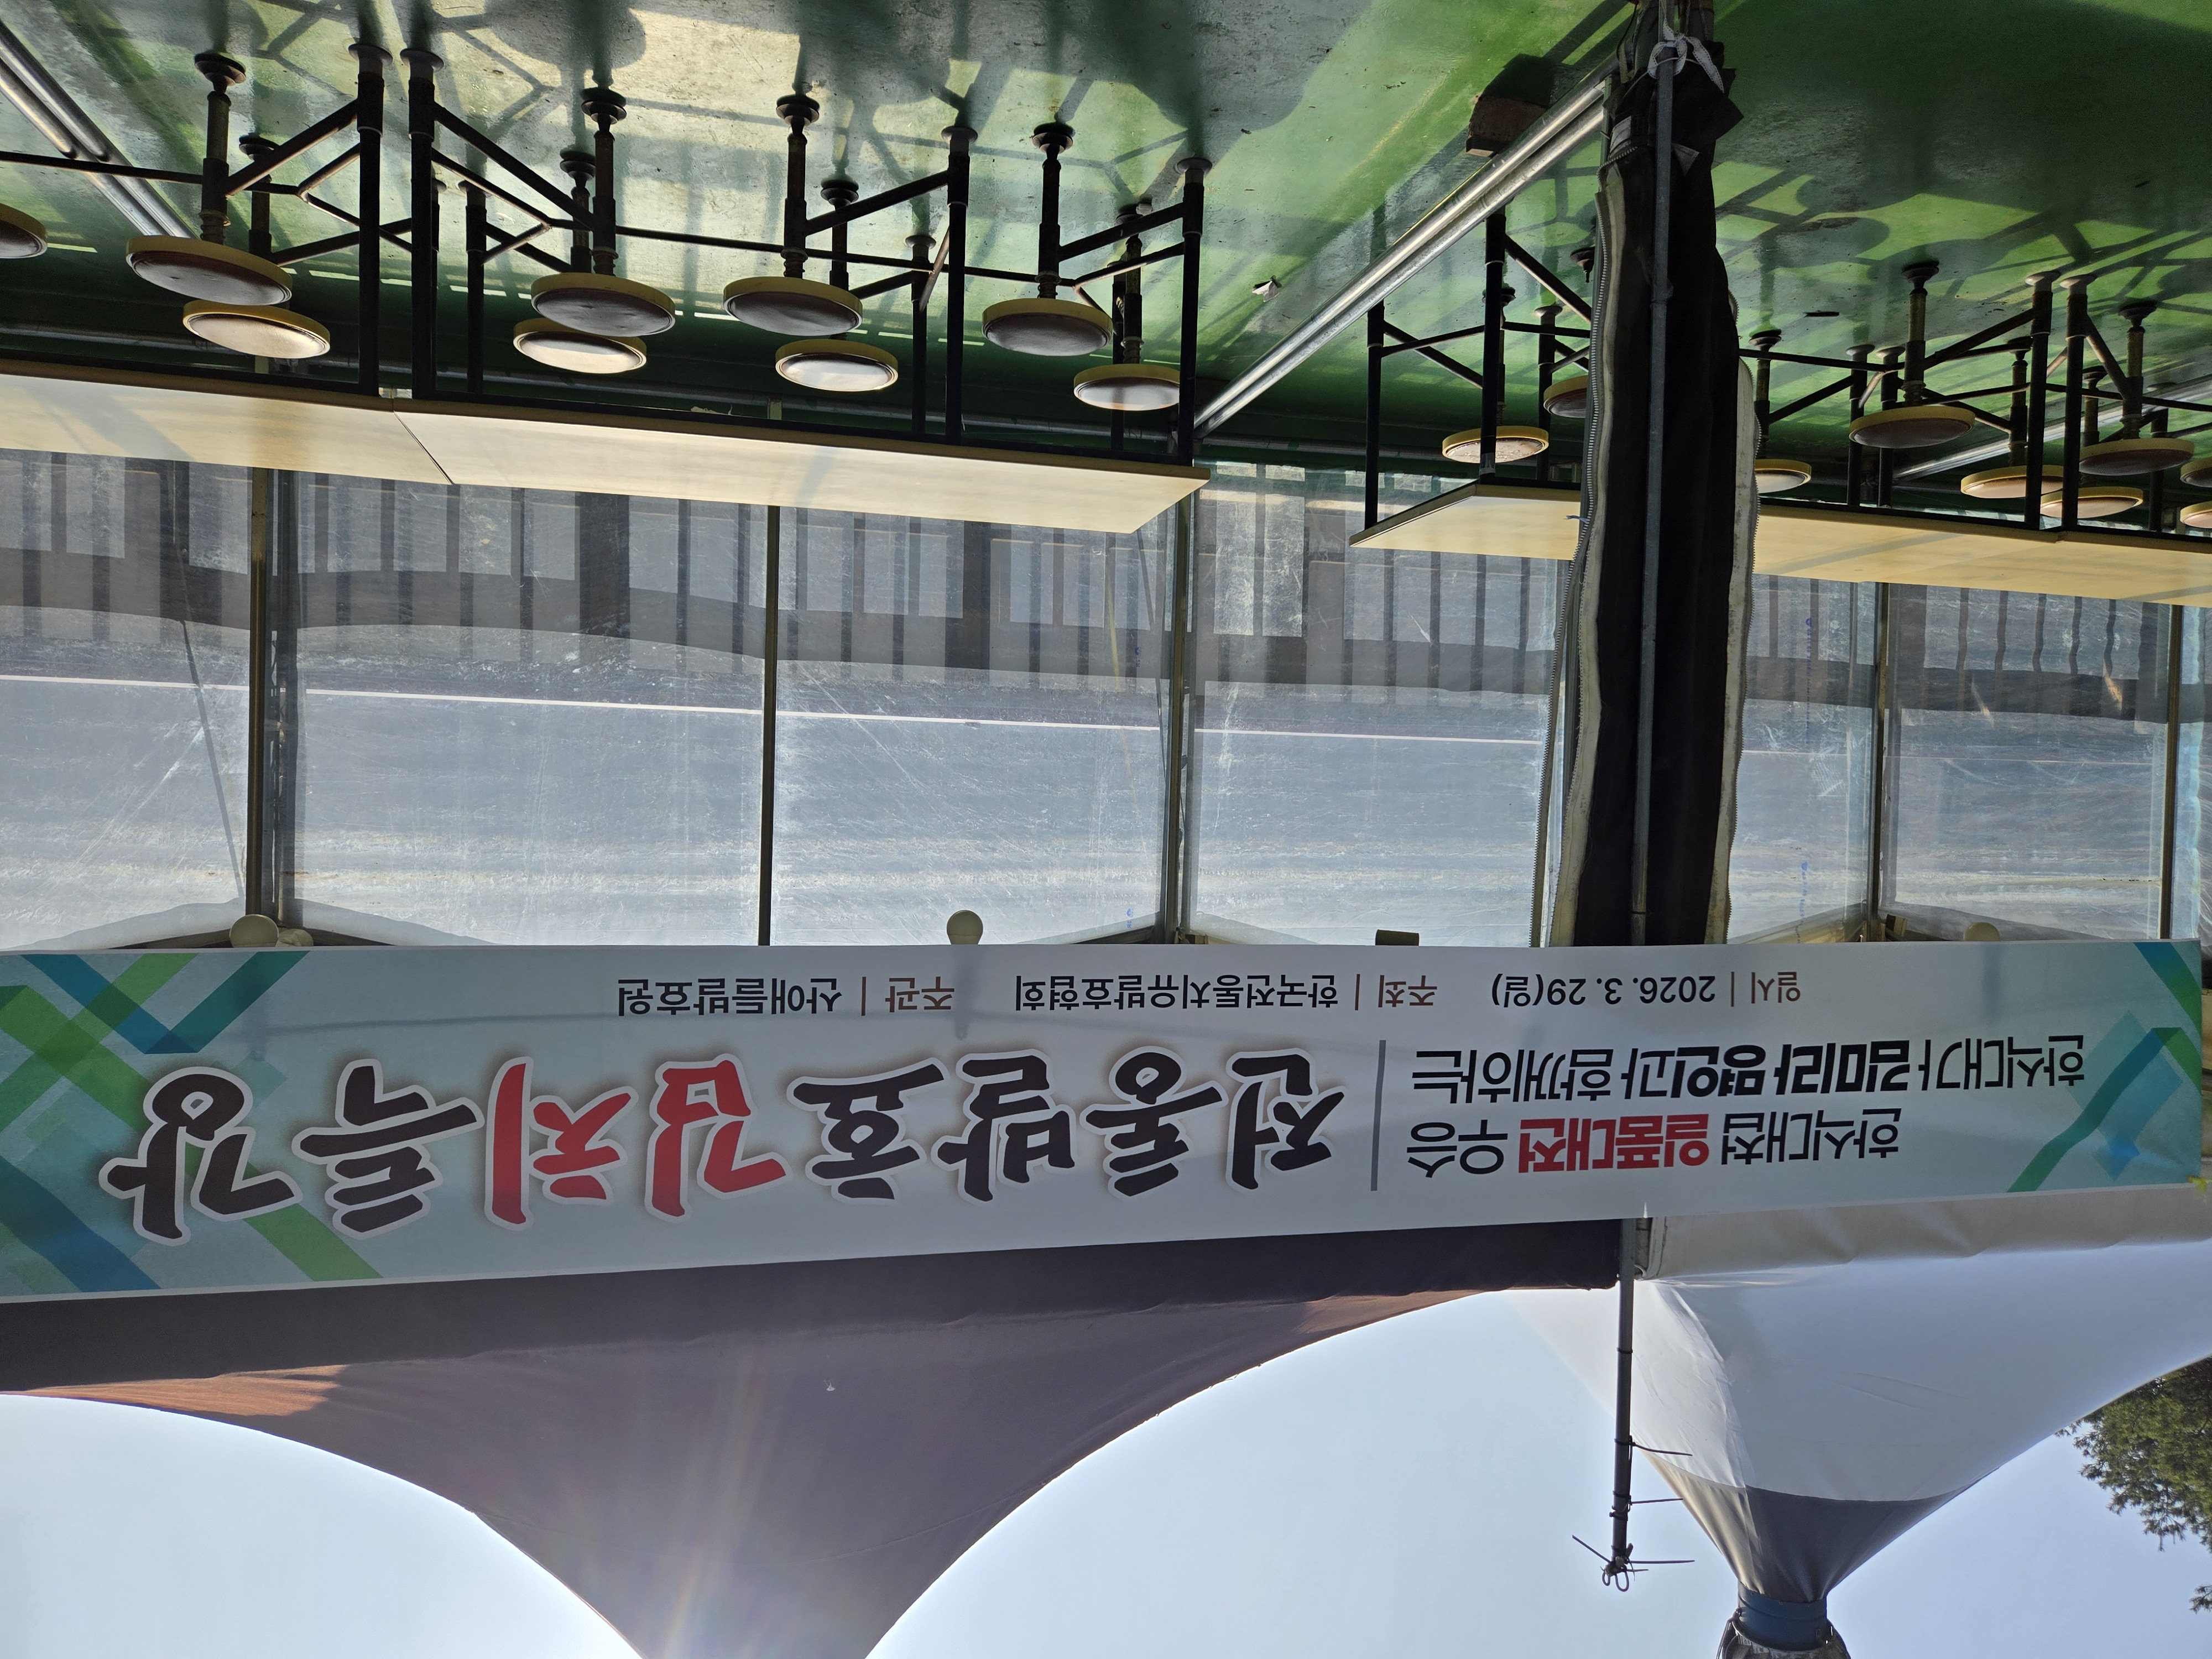 한식대첩 일품대전 우승
한식대가 김미라 명인과 함께하는
전통발효김치특강
일시 | 2026. 3. 29(일) 주최 | 한국전통치유발효협회 주관 | 산애들발효원